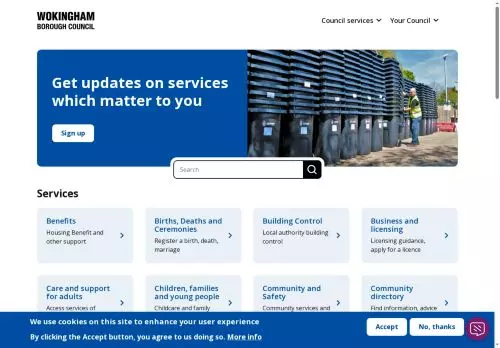 WOKINGHAM
BOROUGH COUNCIL
Council services
Your Council
Get updates on services
which matter to you
Sign up
Search
Services
Benefits
Housing Benefit and
other support
Births, Deaths and
Ceremonies
Register a birth, death,
marriage
Building Control
Local authority building
control
Business and
licensing
Licensing guidance,
apply for a licence
Care and support
for adults
Access services of
Children, families
and young people
Childcare and family
Community and
Safety
Community services and
Community
directory
Find information, advice
We use cookies on this site to enhance your user experience
By clicking the Accept button, you agree to us doing so. More info
Accept
No, thanks